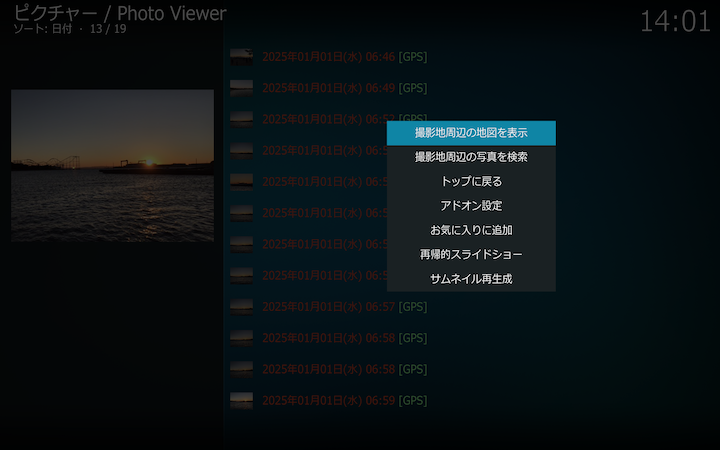 ピクチャー / Photo Viewer
ソート: 日付 · 13 / 19
14:01
2025年01月01日(水) 06:46 [GPS]
2025年01月01日(水) 06:49 [GPS]
2025年01月01日(水) 06:52 [GPS]
2025年01月01日(水) 06:5
2025年01月01日(水) 06:5
2025年01月01日(水) 06:5
2025年01月01日(水) 06:5
2025年01月01日(水) 06:5
2025年01月01日(水) 06:57 [GPS]
2025年01月01日(水) 06:58 [GPS]
2025年01月01日(水) 06:58 [GPS]
2025年01月01日(水) 06:59 [GPS]
撮影地周辺の地図を表示
撮影地周辺の写真を検索
トップに戻る
アドオン設定
お気に入りに追加
再帰的スライドショー
サムネイル再生成